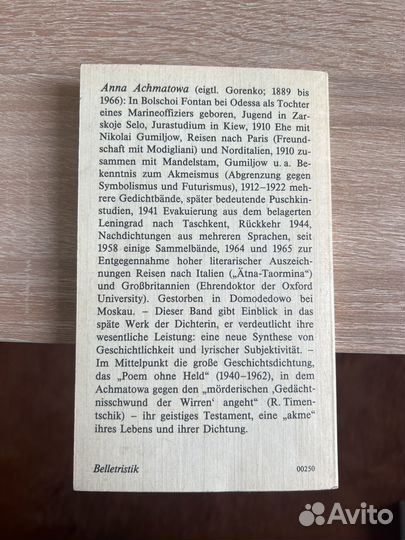 Anna Achmatowa (eigtl. Gorenko; 1889 bis
1966): In Bolschoi Fontan bei Odessa als Tochter
eines Marineoffiziers geboren, Jugend in Zar-
skoje Selo, Jurastudium in Kiew, 1910 Ehe mit
Nikolai Gumiljow, Reisen nach Paris (Freund-
schaft mit Modigliani) und Norditalien, 1910 zu-
sammen mit Mandelstam, Gumiljow u. a. Be-
kenntnis zum Akmeismus (Abgrenzung gegen
Symbolismus und Futurismus), 1912–1922 meh-
rere Gedichtbände, später bedeutende Puschkin-
studien, 1941 Evakuierung aus dem belagerten
Leningrad nach Taschkent, Rückkehr 1944,
Nachdichtungen aus mehreren Sprachen, seit
1958 einige Sammelbände, 1964 und 1965 zur
Entgegennahme hoher literarischer Auszeich-
nungen Reisen nach Italien („Ätna-Taormina“)
und Großbritannien (Ehrendoktor der Oxford
University). Gestorben in Domodedowo bei
Moskau. – Dieser Band gibt Einblick in das
späte Werk der Dichterin, er verdeutlicht ihre
wesentliche Leistung: eine neue Synthese von
Geschichtlichkeit und lyrischer Subjektivität. –
Im Mittelpunkt die große Geschichtsdichtung,
das „Poem ohne Held“ (1940–1962), in dem
Achmatowa gegen den „mörderischen ‚Gedächt-
nisschwund der Wirren‘ angeht“ (R. Timen-
tschik) – ihr geistiges Testament, eine „akme“
ihres Lebens und ihrer Dichtung.
Belletristik 00250
Avito